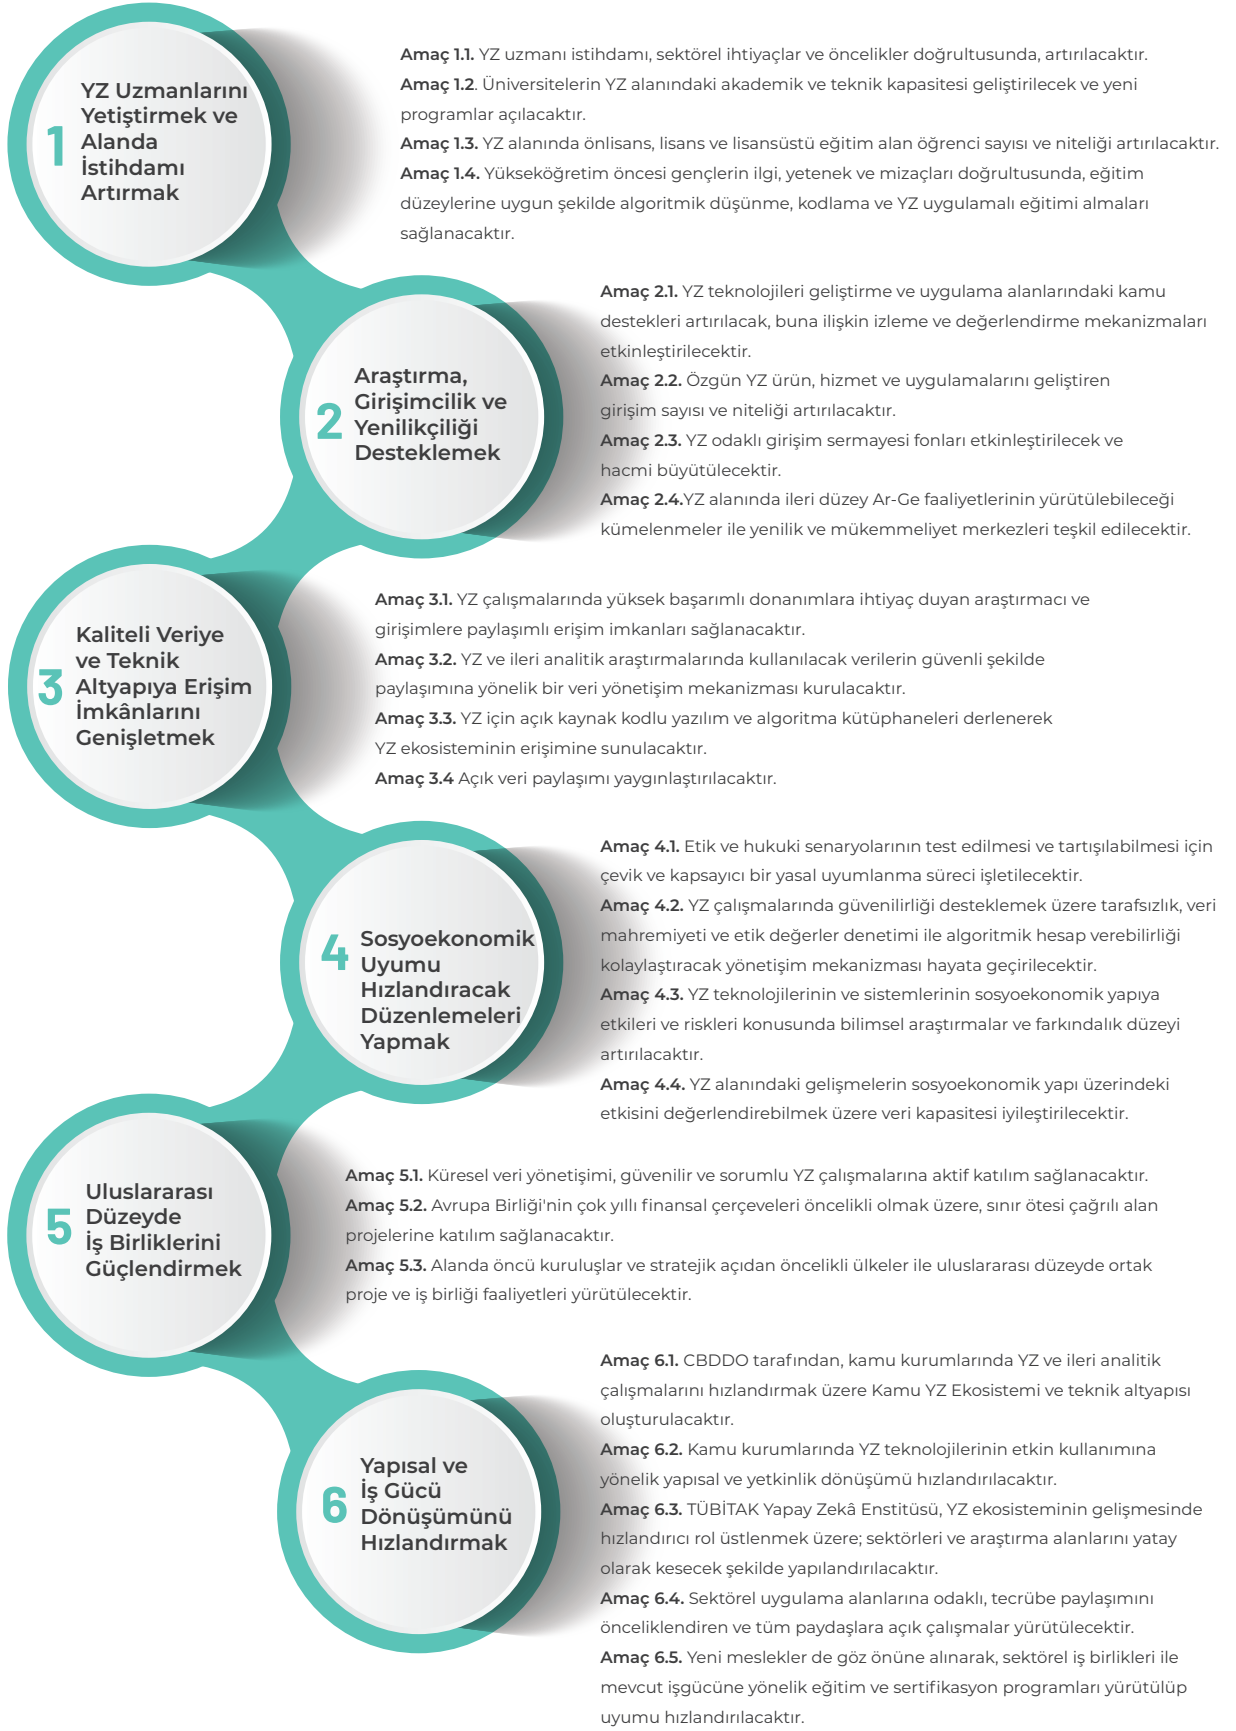 1
YZ Uzmanlarını
Yetiştirmek ve
Alanda
İstihdamı
Artırmak
Amaç 1.1. YZ uzmanı istihdamı, sektörel ihtiyaçlar ve öncelikler doğrultusunda, artırılacaktır.
Amaç 1.2. Üniversitelerin YZ alanındaki akademik ve teknik kapasitesi geliştirilecek ve yeni
programlar açılacaktır.
Amaç 1.3. YZ alanında önlisans, lisans ve lisansüstü eğitim alan öğrenci sayısı ve niteliği artırılacaktır.
Amaç 1.4. Yükseköğretim öncesi gençlerin ilgi, yetenek ve mizaçları doğrultusunda, eğitim
düzeylerine uygun şekilde algoritmik düşünme, kodlama ve YZ uygulamalı eğitimi almaları
sağlanacaktır.
2
Araştırma,
Girişimcilik ve
Yenilikçiliği
Desteklemek
Amaç 2.1. YZ teknolojileri geliştirme ve uygulama alanlarındaki kamu
destekleri artırılacak, buna ilişkin izleme ve değerlendirme mekanizmaları
etkinleştirilecektir.
Amaç 2.2. Özgün YZ ürün, hizmet ve uygulamalarını geliştiren
girişim sayısı ve niteliği artırılacaktır.
Amaç 2.3. YZ odaklı girişim sermayesi fonları etkinleştirilecek ve
hacmi büyütülecektir.
Amaç 2.4.YZ alanında ileri düzey Ar-Ge faaliyetlerinin yürütülebileceği
kümelenmeler ile yenilik ve mükemmeliyet merkezleri teşkil edilecektir.
3
Kaliteli Veriye
ve Teknik
Altyapıya Erişim
İmkânlarını
Genişletmek
Amaç 3.1. YZ çalışmalarında yüksek başarımlı donanımlara ihtiyaç duyan araştırmacı ve
girişimlere paylaşımlı erişim imkanları sağlanacaktır.
Amaç 3.2. YZ ve ileri analitik araştırmalarında kullanılacak verilerin güvenli şekilde
paylaşımına yönelik bir veri yönetişim mekanizması kurulacaktır.
Amaç 3.3. YZ için açık kaynak kodlu yazılım ve algoritma kütüphaneleri derlenerek
YZ ekosisteminin erişimine sunulacaktır.
Amaç 3.4 Açık veri paylaşımı yaygınlaştırılacaktır.
4
Sosyoekonomik
Uyumu
Hızlandıracak
Düzenlemeleri
Yapmak
Amaç 4.1. Etik ve hukuki senaryolarının test edilmesi ve tartışılabilmesi için
çevik ve kapsayıcı bir yasal uyumlanma süreci işletilecektir.
Amaç 4.2. YZ çalışmalarında güvenilirliği desteklemek üzere tarafsızlık, veri
mahremiyeti ve etik değerler denetimi ile algoritmik hesap verebilirliği
kolaylaştıracak yönetişim mekanizması hayata geçirilecektir.
Amaç 4.3. YZ teknolojilerinin ve sistemlerinin sosyoekonomik yapıya
etkileri ve riskleri konusunda bilimsel araştırmalar ve farkındalık düzeyi
artırılacaktır.
Amaç 4.4. YZ alanındaki gelişmelerin sosyoekonomik yapı üzerindeki
etkisini değerlendirebilmek üzere veri kapasitesi iyileştirilecektir.
5
Uluslararası
Düzeyde
İş Birliklerini
Güçlendirmek
Amaç 5.1. Küresel veri yönetişimi, güvenilir ve sorumlu YZ çalışmalarına aktif katılım sağlanacaktır.
Amaç 5.2. Avrupa Birliği'nin çok yıllı finansal çerçeveleri öncelikli olmak üzere, sınır ötesi çağrılı alan
projelerine katılım sağlanacaktır.
Amaç 5.3. Alanda öncü kuruluşlar ve stratejik açıdan öncelikli ülkeler ile uluslararası düzeyde ortak
proje ve iş birliği faaliyetleri yürütülecektir.
6
Yapısal ve
İş Gücü
Dönüşümünü
Hızlandırmak
Amaç 6.1. CBDDO tarafından, kamu kurumlarında YZ ve ileri analitik
çalışmalarını hızlandırmak üzere Kamu YZ Ekosistemi ve teknik altyapısı
oluşturulacaktır.
Amaç 6.2. Kamu kurumlarında YZ teknolojilerinin etkin kullanımına
yönelik yapısal ve yetkinlik dönüşümü hızlandırılacaktır.
Amaç 6.3. TÜBİTAK Yapay Zekâ Enstitüsü, YZ ekosisteminin gelişmesinde
hızlandırıcı rol üstlenmek üzere; sektörleri ve araştırma alanlarını yatay
olarak kesecek şekilde yapılandırılacaktır.
Amaç 6.4. Sektörel uygulama alanlarına odaklı, tecrübe paylaşımını
önceliklendiren ve tüm paydaşlara açık çalışmalar yürütülecektir.
Amaç 6.5. Yeni meslekler de göz önüne alınarak, sektörel iş birlikleri ile
mevcut işgücüne yönelik eğitim ve sertifikasyon programları yürütülüp
uyumu hızlandırılacaktır.